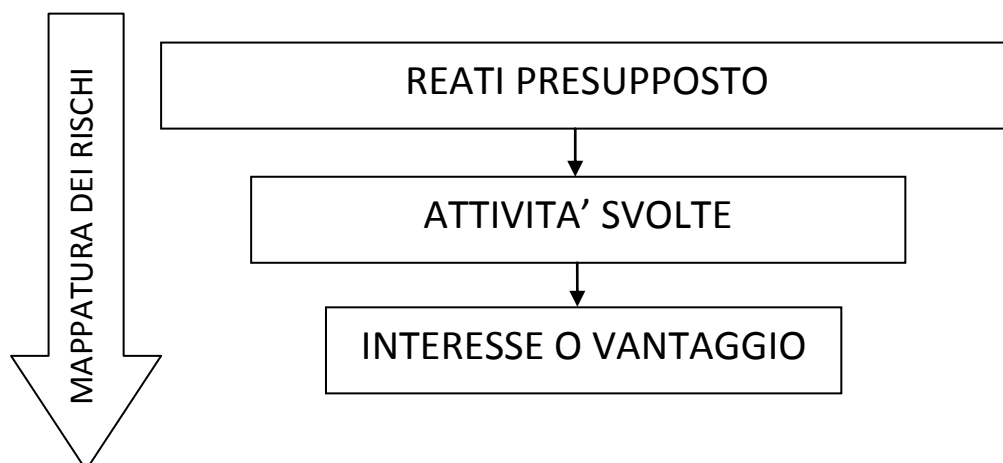 MAPPATURA DEI RISCHI
REATI PRESUPPOSTO
ATTIVITA’ SVOLTE
INTERESSE O VANTAGGIO